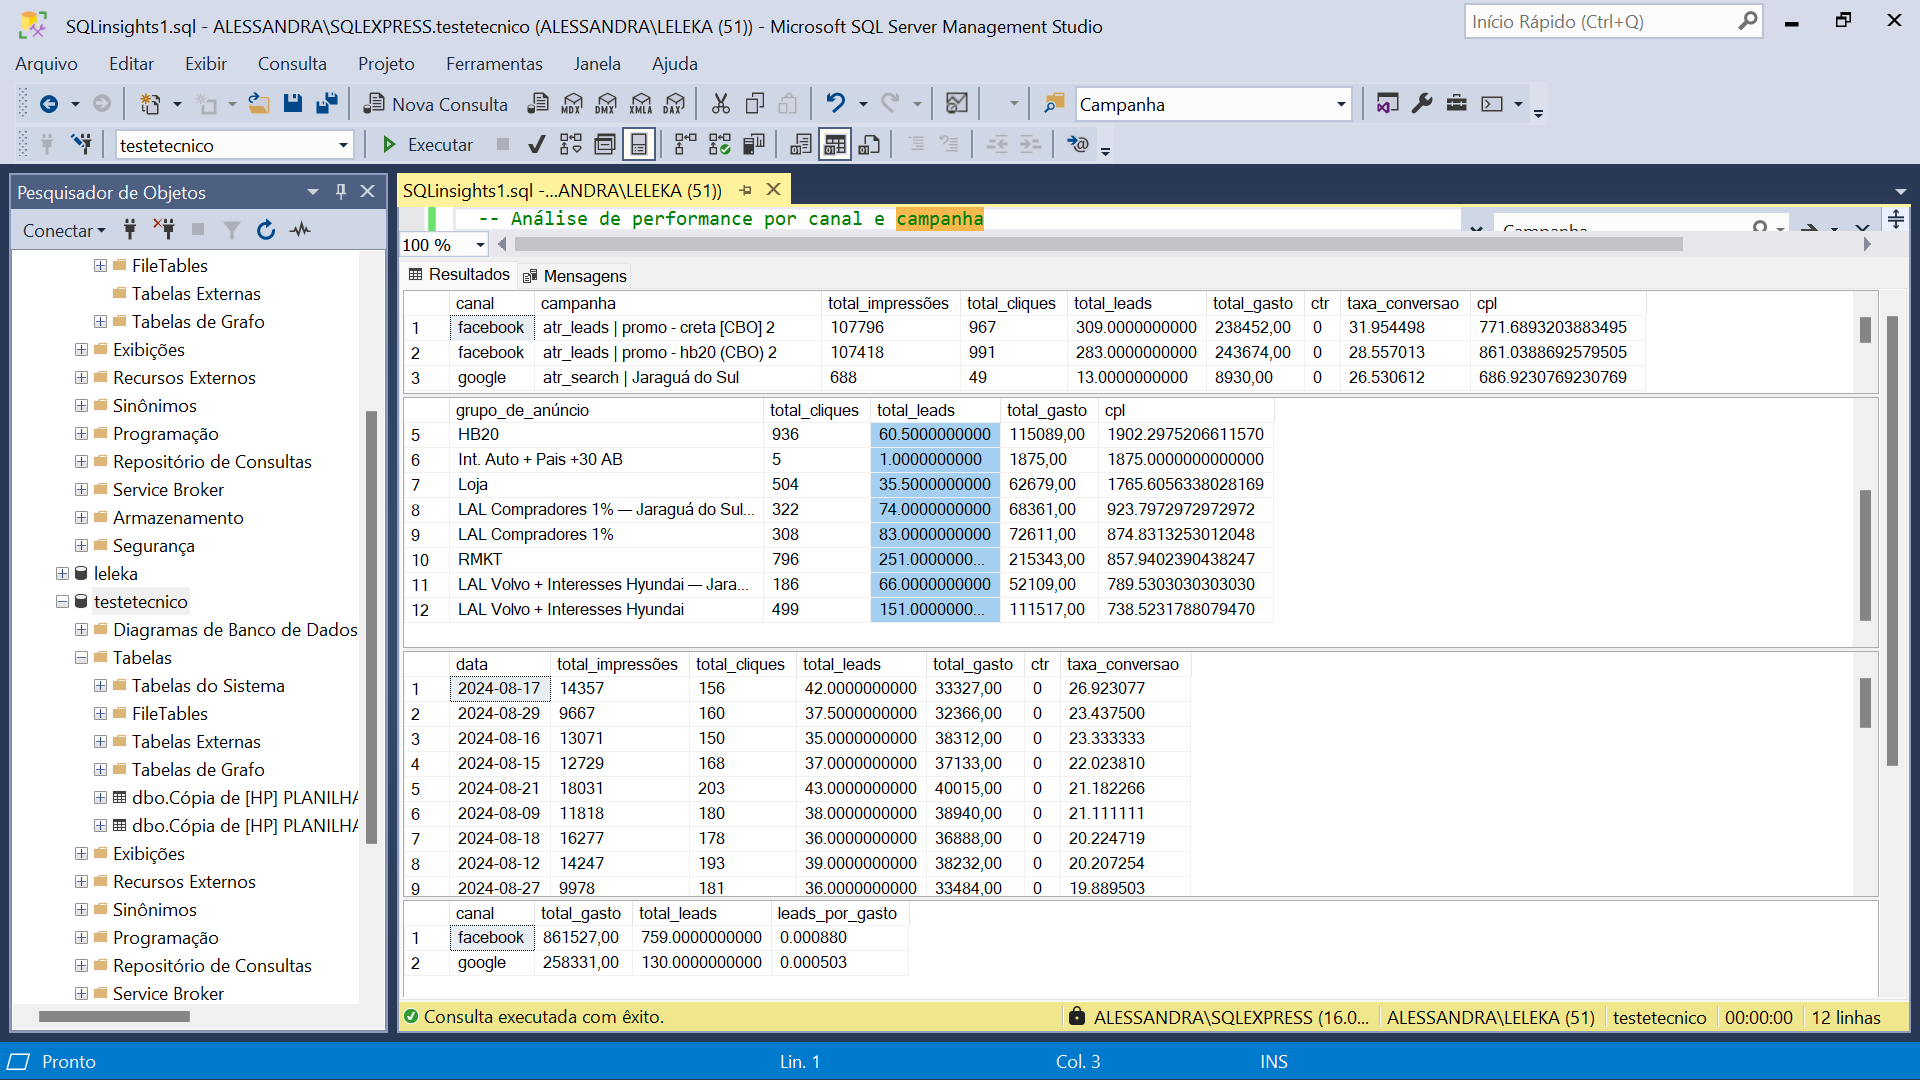 SQLinsights1.sql - ALESSANDRA\SQLEXPRESS.testetecnico (ALESSANDRA\LELEKA (51)) - Microsoft SQL Server Management Studio
Início Rápido (Ctrl+Q)
Arquivo Editar Exibir Consulta Projeto Ferramentas Janela Ajuda
Nova Consulta MDX DMX XMLA DAX Campanha
testetecnico Executar
Pesquisador de Objetos
Conectar
FileTables
Tabelas Externas
Tabelas de Grafo
Exibições
Recursos Externos
Sinônimos
Programação
Repositório de Consultas
Service Broker
Armazenamento
Segurança
leleka
testetecnico
Diagramas de Banco de Dados
Tabelas
Tabelas do Sistema
FileTables
Tabelas Externas
Tabelas de Grafo
dbo.Cópia de [HP] PLANILHA
dbo.Cópia de [HP] PLANILHA
Exibições
Recursos Externos
Sinônimos
Programação
Repositório de Consultas
Service Broker
SQLinsights1.sql -...ANDRA\LELEKA (51))
-- Análise de performance por canal e campanha
Campanha
100 %
Resultados Mensagens
canal campanha total_impressões total_cliques total_leads total_gasto ctr taxa_conversao cpl
1 facebook atr_leads | promo - creta [CBO] 2 107796 967 309.0000000000 238452,00 0 31.954498 771.6893203883495
2 facebook atr_leads | promo - hb20 (CBO) 2 107418 991 283.0000000000 243674,00 0 28.557013 861.0388692579505
3 google atr_search | Jaraguá do Sul 688 49 13.0000000000 8930,00 0 26.530612 686.9230769230769
grupo_de_anúncio total_cliques total_leads total_gasto cpl
5 HB20 936 60.5000000000 115089,00 1902.2975206611570
6 Int. Auto + Pais +30 AB 5 1.0000000000 1875,00 1875.0000000000000
7 Loja 504 35.5000000000 62679,00 1765.6056338028169
8 LAL Compradores 1% — Jaraguá do Sul... 322 74.0000000000 68361,00 923.7972972972972
9 LAL Compradores 1% 308 83.0000000000 72611,00 874.8313253012048
10 RMKT 796 251.0000000... 215343,00 857.9402390438247
11 LAL Volvo + Interesses Hyundai — Jara... 186 66.0000000000 52109,00 789.5303030303030
12 LAL Volvo + Interesses Hyundai 499 151.0000000... 111517,00 738.5231788079470
data total_impressões total_cliques total_leads total_gasto ctr taxa_conversao
1 2024-08-17 14357 156 42.0000000000 33327,00 0 26.923077
2 2024-08-29 9667 160 37.5000000000 32366,00 0 23.437500
3 2024-08-16 13071 150 35.0000000000 38312,00 0 23.333333
4 2024-08-15 12729 168 37.0000000000 37133,00 0 22.023810
5 2024-08-21 18031 203 43.0000000000 40015,00 0 21.182266
6 2024-08-09 11818 180 38.0000000000 38940,00 0 21.111111
7 2024-08-18 16277 178 36.0000000000 36888,00 0 20.224719
8 2024-08-12 14247 193 39.0000000000 38232,00 0 20.207254
9 2024-08-27 9978 181 36.0000000000 33484,00 0 19.889503
canal total_gasto total_leads leads_por_gasto
1 facebook 861527,00 759.0000000000 0.000880
2 google 258331,00 130.0000000000 0.000503
Consulta executada com êxito. ALESSANDRA\SQLEXPRESS (16.0... ALESSANDRA\LELEKA (51) testetecnico 00:00:00 12 linhas
Pronto Lin. 1 Col. 3 INS